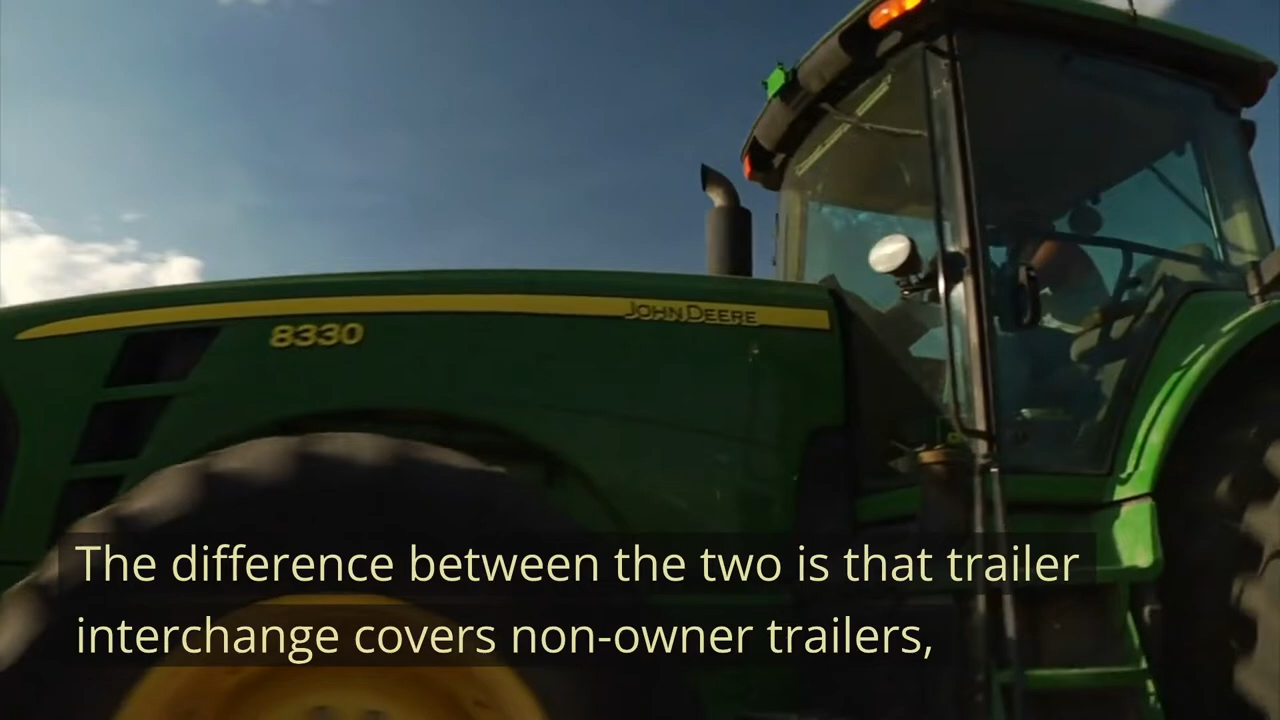 JOHN DEERE
8330
The difference between the two is that trailer
interchange covers non-owner trailers,